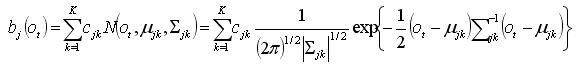 b_j(o_t) = \sum_{k=1}^{K} c_{jk} N(o_t, \mu_{jk}, \Sigma_{jk}) = \sum_{k=1}^{K} c_{jk} \frac{1}{(2\pi)^{1/2} |\Sigma_{jk}|^{1/2}} \exp\left\{ -\frac{1}{2} (o_t - \mu_{jk}) \sum_{jk}^{-1} (o_t - \mu_{jk}) \right\}